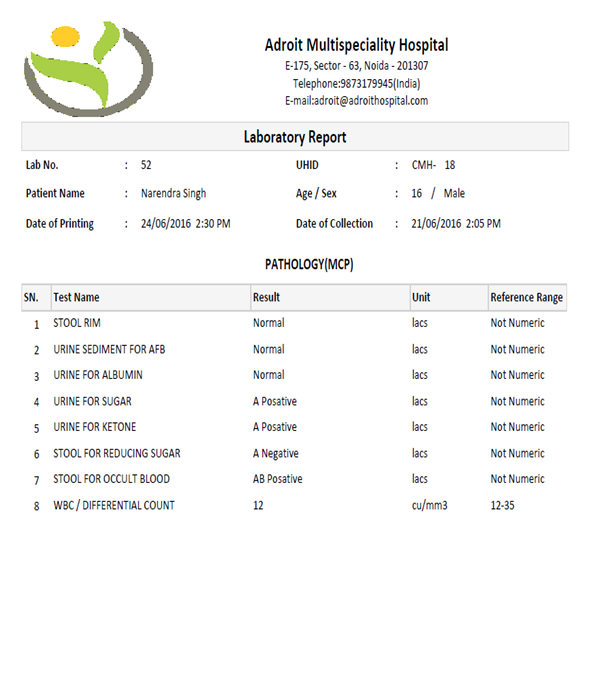 Adroit Multispeciality Hospital
E-175, Sector - 63, Noida - 201307
Telephone:9873179945(India)
E-mail:adroit@adroithospital.com
Laboratory Report
Lab No. : 52 UHID : CMH- 18
Patient Name : Narendra Singh Age / Sex : 16 / Male
Date of Printing : 24/06/2016 2:30 PM Date of Collection : 21/06/2016 2:05 PM
PATHOLOGY(MCP)
SN. Test Name Result Unit Reference Range
1 STOOL RIM Normal lacs Not Numeric
2 URINE SEDIMENT FOR AFB Normal lacs Not Numeric
3 URINE FOR ALBUMIN Normal lacs Not Numeric
4 URINE FOR SUGAR A Posative lacs Not Numeric
5 URINE FOR KETONE A Posative lacs Not Numeric
6 STOOL FOR REDUCING SUGAR A Negative lacs Not Numeric
7 STOOL FOR OCCULT BLOOD AB Posative lacs Not Numeric
8 WBC / DIFFERENTIAL COUNT 12 cu/mm3 12-35